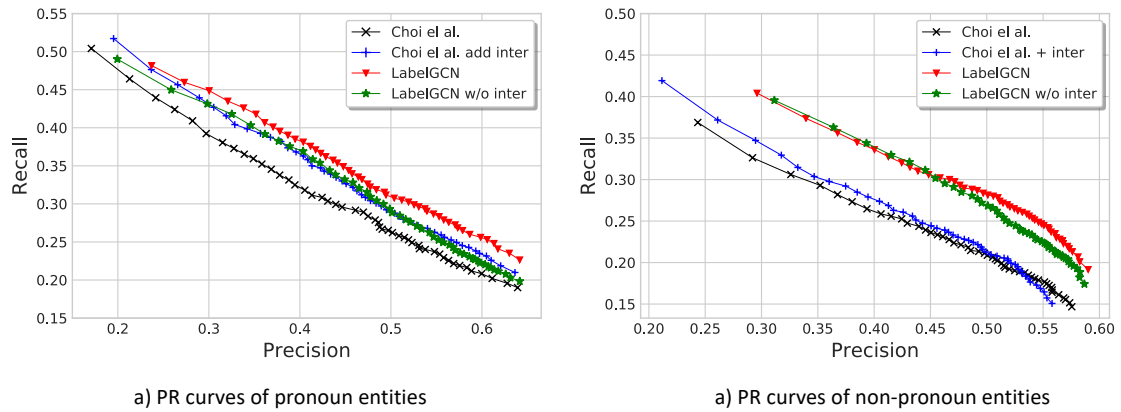 0.55
0.50
0.45
0.40
0.35
0.30
0.25
0.20
0.15
Recall
0.2 0.3 0.4 0.5 0.6
Precision
Choi el al.
Choi el al. add inter
LabelGCN
LabelGCN w/o inter
a) PR curves of pronoun entities
0.50
0.45
0.40
0.35
0.30
0.25
0.20
0.15
Recall
0.20 0.25 0.30 0.35 0.40 0.45 0.50 0.55 0.60
Precision
Choi el al.
Choi el al. + inter
LabelGCN
LabelGCN w/o inter
a) PR curves of non-pronoun entities